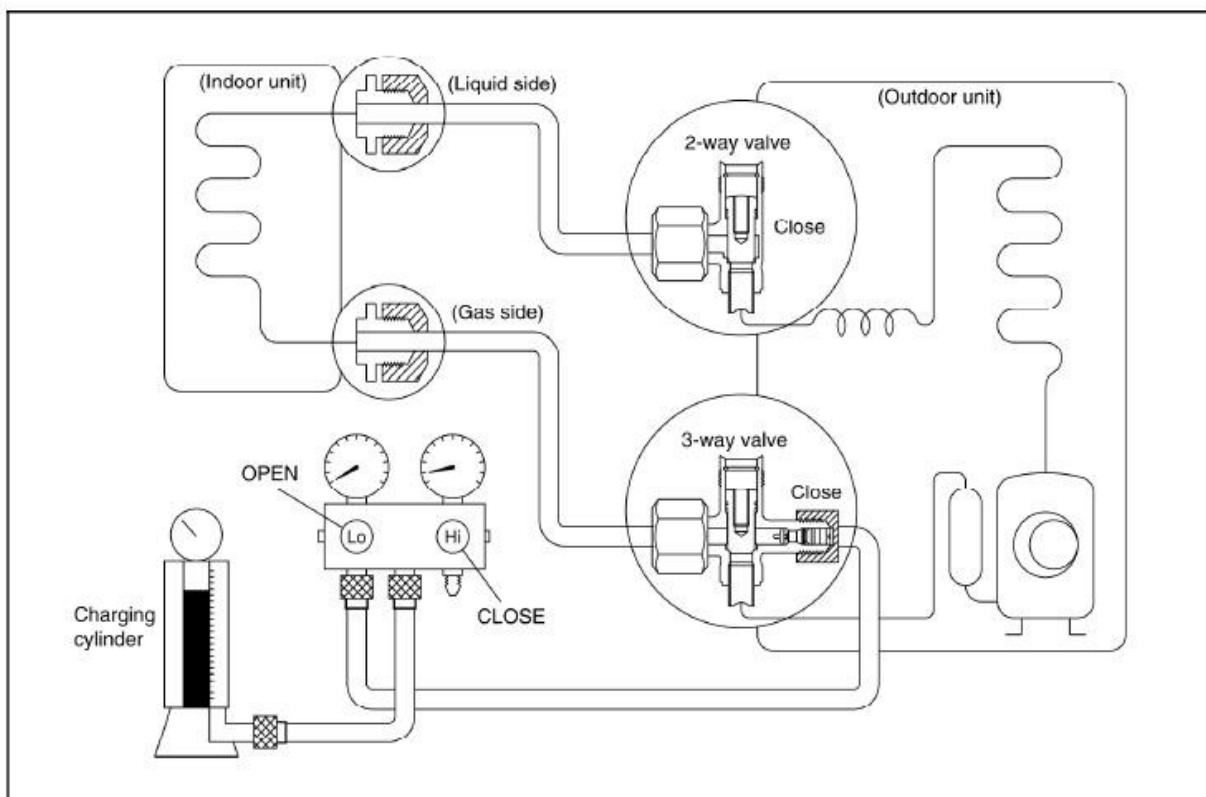 (Indoor unit)
(Liquid side)
(Outdoor unit)
2-way valve
Close
(Gas side)
3-way valve
Close
OPEN
Lo
Hi
CLOSE
Charging
cylinder